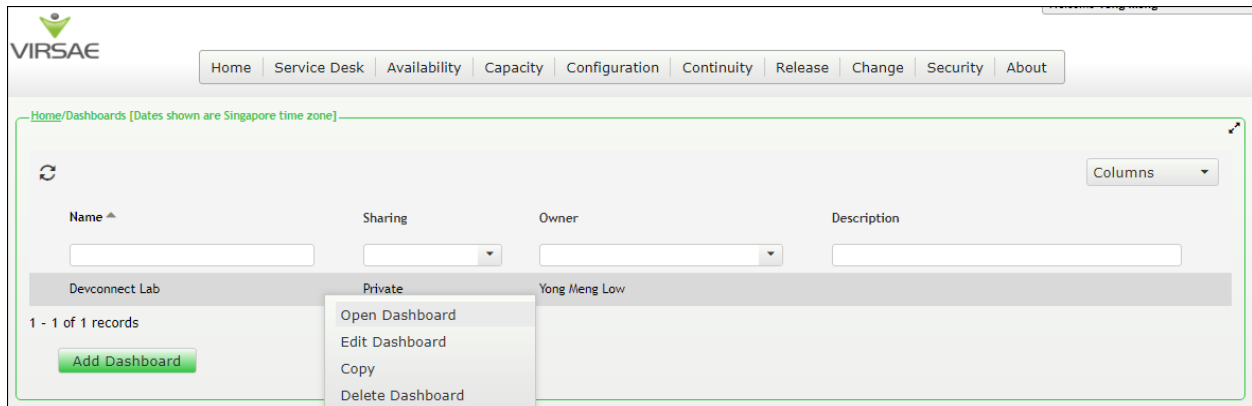 VIRSAE
Home Service Desk Availability Capacity Configuration Continuity Release Change Security About
Home/Dashboards [Dates shown are Singapore time zone]
Columns
Name Sharing Owner Description
Devconnect Lab Private Yong Meng Low
1 - 1 of 1 records
Add Dashboard
Open Dashboard
Edit Dashboard
Copy
Delete Dashboard